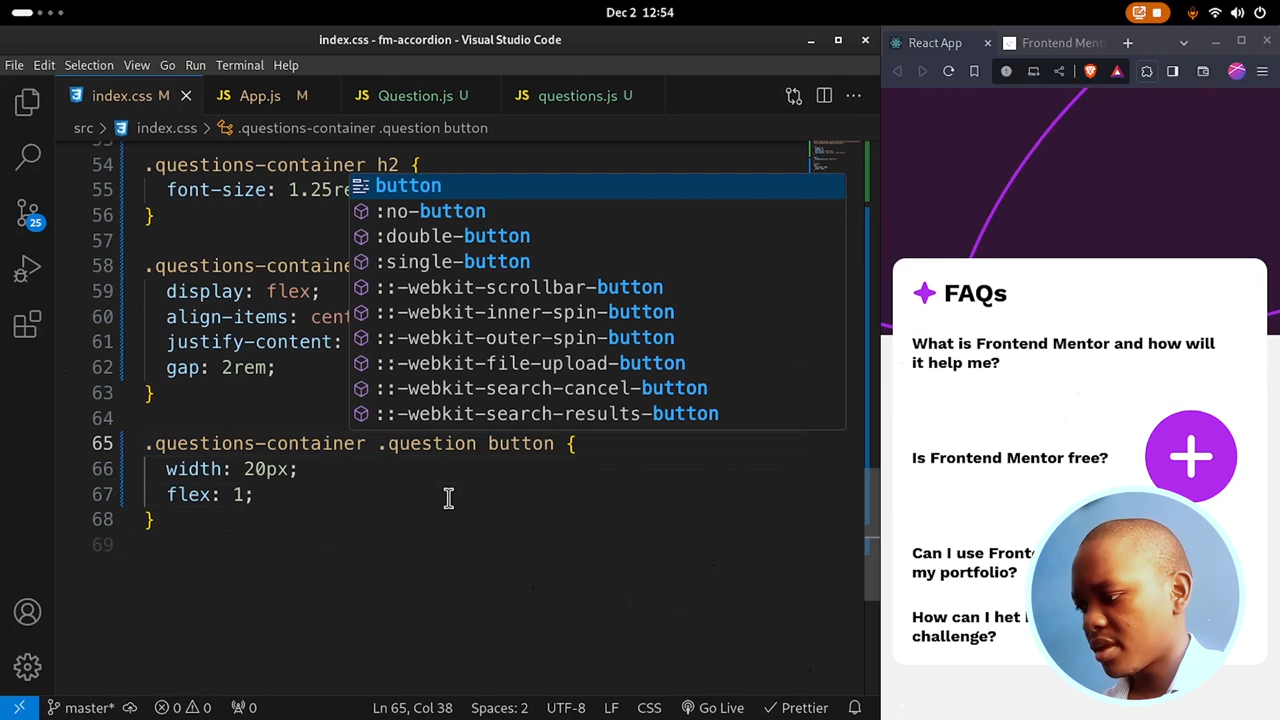 Dec 2 12:54
index.css - fm-accordion - Visual Studio Code
File Edit Selection View Go Run Terminal Help
React App
Frontend Ment
index.css M
App.js M
Question.js U
questions.js U
src > index.css > .questions-container .question button
54 .questions-container h2 {
55 font-size: 1.25re
56 }
57
58 .questions-containe
59 display: flex;
60 align-items: cent
61 justify-content:
62 gap: 2rem;
63 }
64
65 .questions-container .question button {
66 width: 20px;
67 flex: 1;
68 }
69
button
:no-button
:double-button
:single-button
::-webkit-scrollbar-button
::-webkit-inner-spin-button
::-webkit-outer-spin-button
::-webkit-file-upload-button
::-webkit-search-cancel-button
::-webkit-search-results-button
25
FAQs
What is Frontend Mentor and how will
it help me?
Is Frontend Mentor free?
Can I use Fronte
my portfolio?
How can I het
challenge?
master* 0 0 0 Ln 65, Col 38 Spaces: 2 UTF-8 LF CSS Go Live Prettier